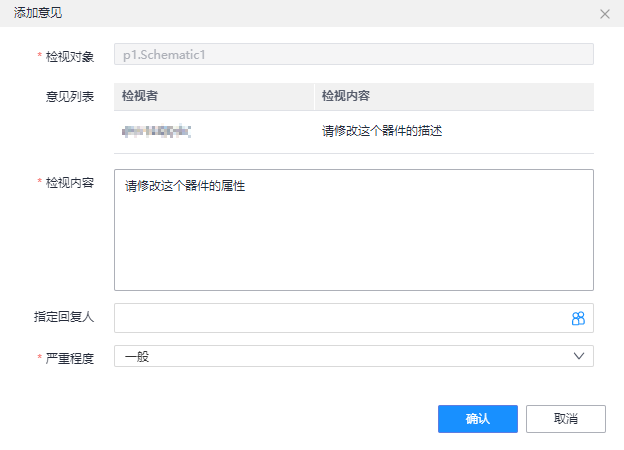 添加意见
* 检视对象
p1.Schematic1
意见列表
检视者 检视内容
请修改这个器件的描述
* 检视内容
请修改这个器件的属性
指定回复人
* 严重程度
一般
确认 取消